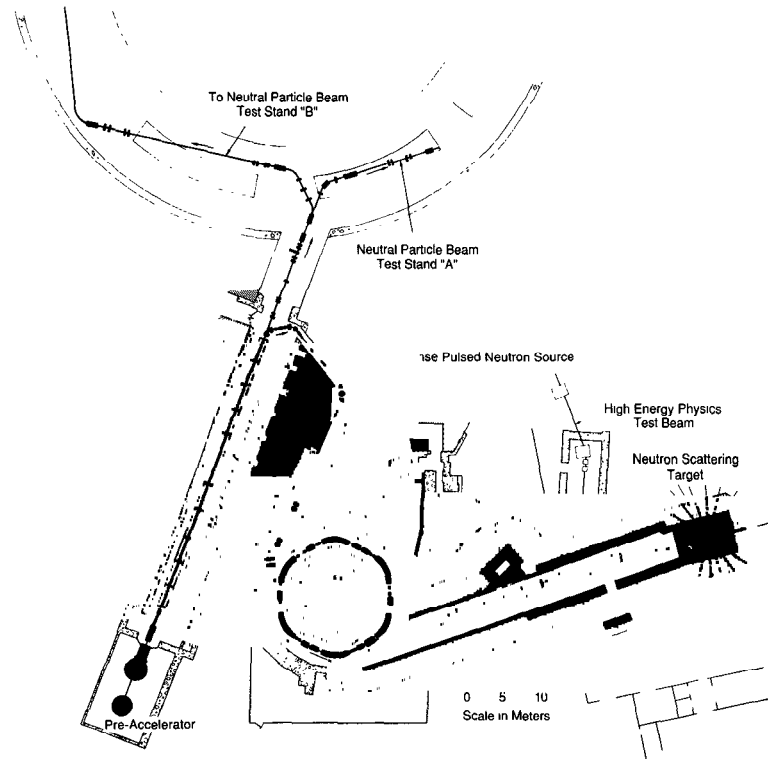 To Neutral Particle Beam
Test Stand "B"
Neutral Particle Beam
Test Stand "A"
nse Pulsed Neutron Source
High Energy Physics
Test Beam
Neutron Scattering
Target
0 5 10
Scale in Meters
Pre-Accelerator